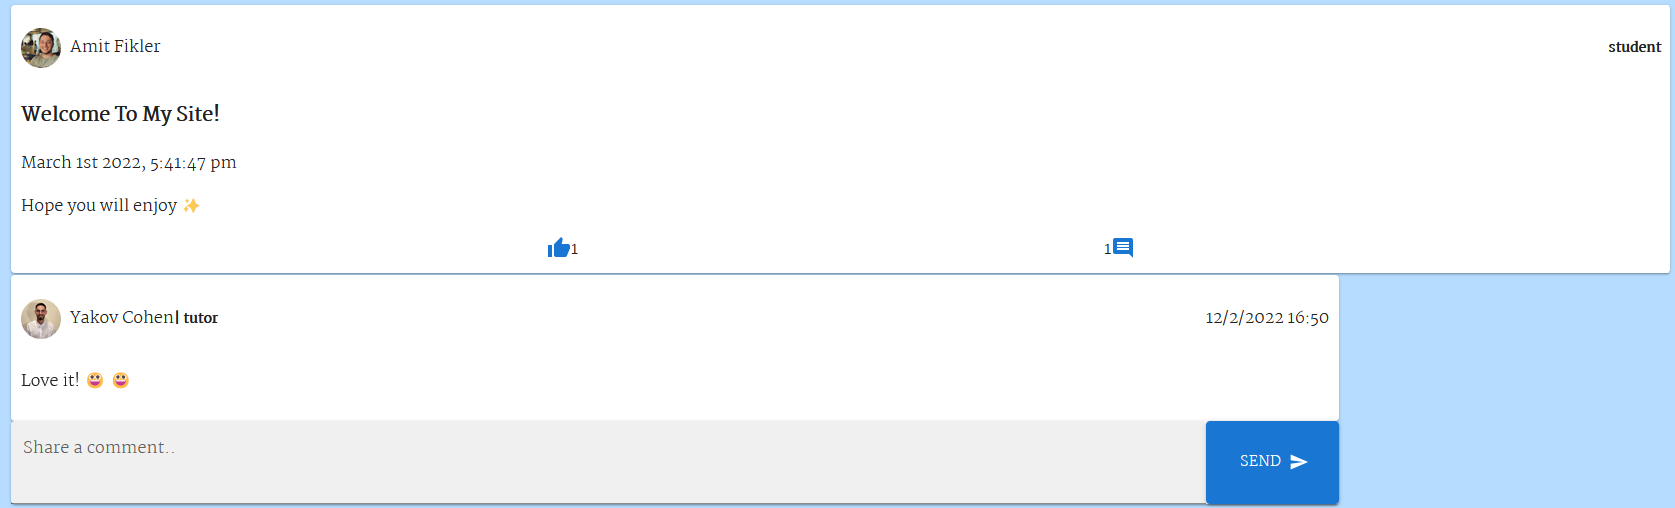 Amit Fikler
student
Welcome To My Site!
March 1st 2022, 5:41:47 pm
Hope you will enjoy ✨
1
1
Yakov Cohen| tutor
12/2/2022 16:50
Love it! 😀 😀
Share a comment..
SEND